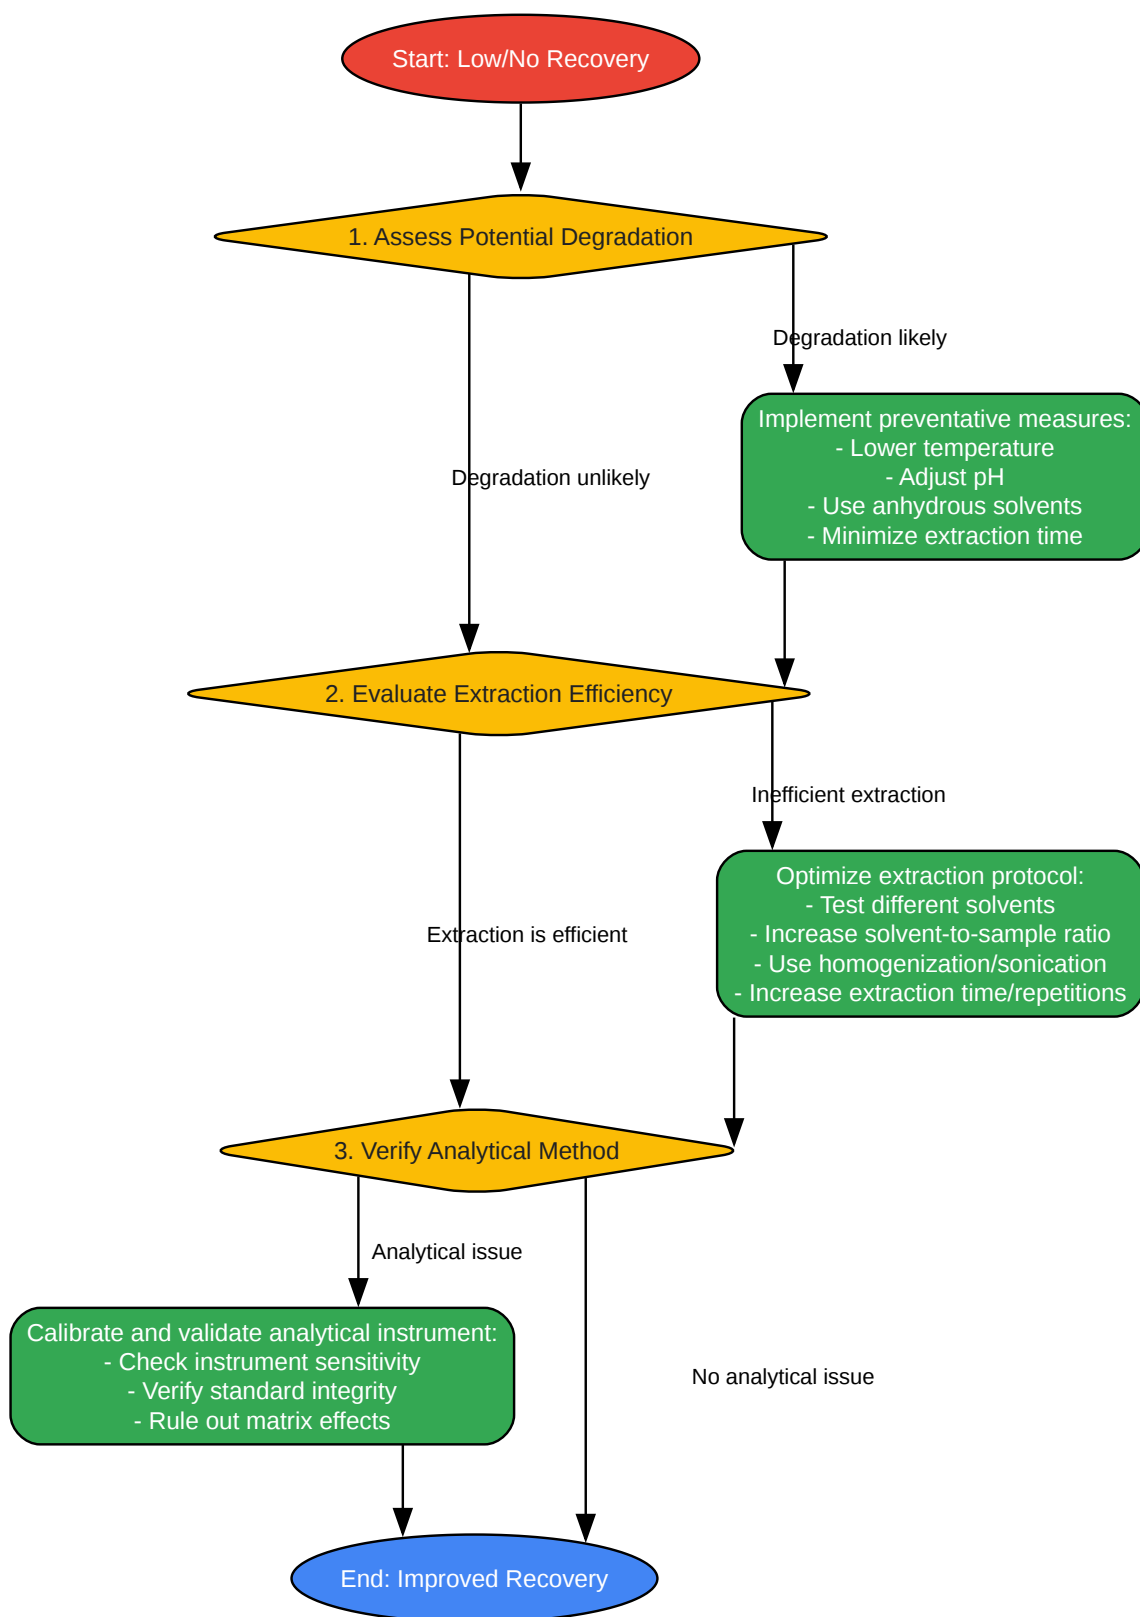 Start: Low/No Recovery
1. Assess Potential Degradation
Degradation likely
Implement preventative measures:
- Lower temperature
- Adjust pH
- Use anhydrous solvents
- Minimize extraction time
Degradation unlikely
2. Evaluate Extraction Efficiency
Inefficient extraction
Optimize extraction protocol:
- Test different solvents
- Increase solvent-to-sample ratio
- Use homogenization/sonication
- Increase extraction time/repetitions
Extraction is efficient
3. Verify Analytical Method
Analytical issue
Calibrate and validate analytical instrument:
- Check instrument sensitivity
- Verify standard integrity
- Rule out matrix effects
No analytical issue
End: Improved Recovery